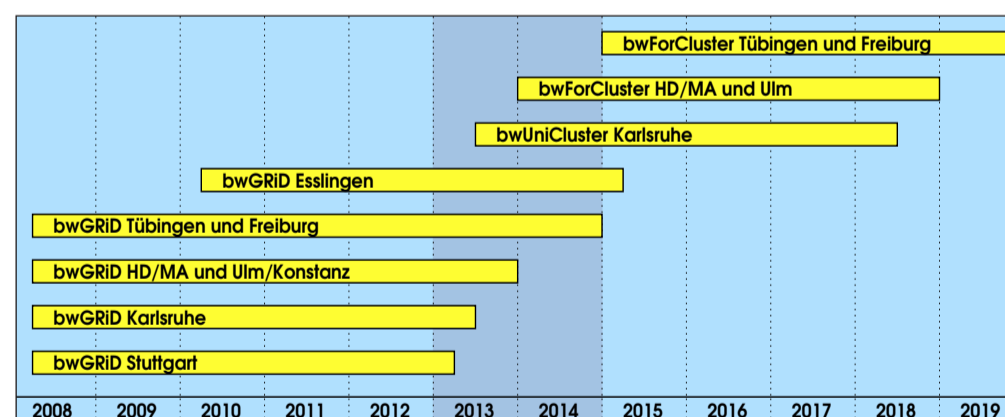 bwForCluster Tübingen und Freiburg
bwForCluster HD/MA und Ulm
bwUniCluster Karlsruhe
bwGRiD Esslingen
bwGRiD Tübingen und Freiburg
bwGRiD HD/MA und Ulm/Konstanz
bwGRiD Karlsruhe
bwGRiD Stuttgart
2008 2009 2010 2011 2012 2013 2014 2015 2016 2017 2018 2019